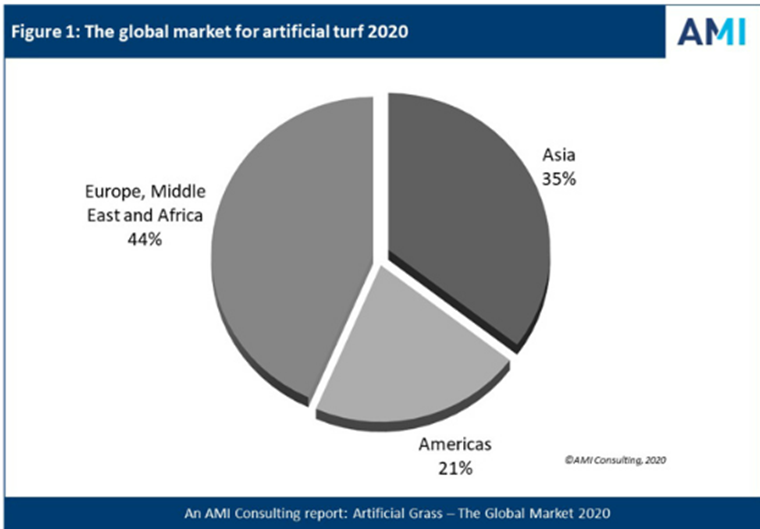 Figure 1: The global market for artificial turf 2020
AMI
Asia
35%
Europe, Middle
East and Africa
44%
Americas
21%
©AMI Consulting, 2020
An AMI Consulting report: Artificial Grass – The Global Market 2020